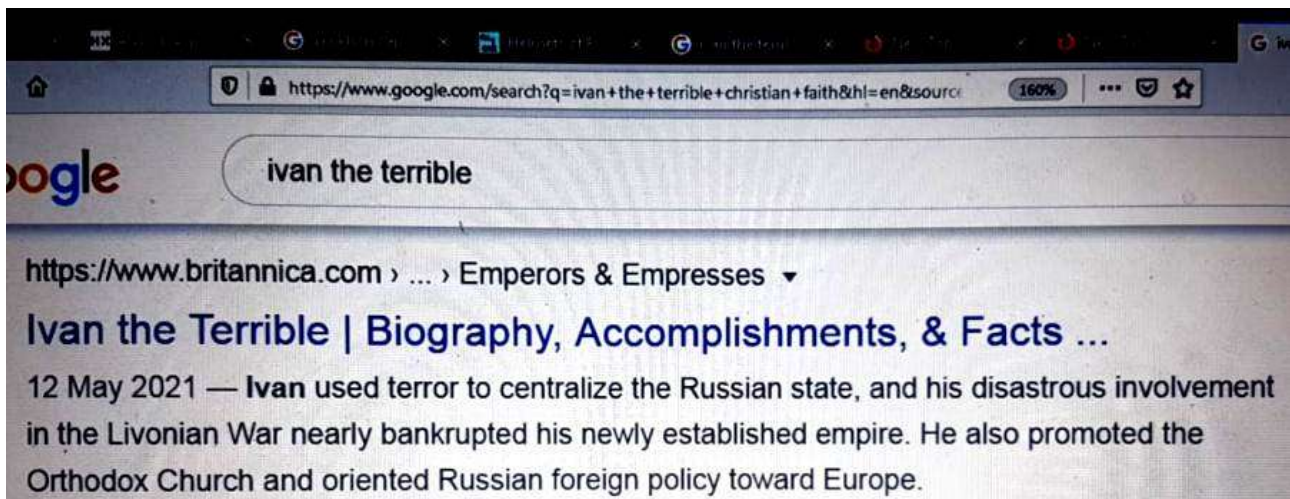 https://www.google.com/search?q=ivan+the+terrible+christian+faith&hl=en&source 160%
ogle ivan the terrible
https://www.britannica.com › ... › Emperors & Empresses
Ivan the Terrible | Biography, Accomplishments, & Facts ...
12 May 2021 — Ivan used terror to centralize the Russian state, and his disastrous involvement
in the Livonian War nearly bankrupted his newly established empire. He also promoted the
Orthodox Church and oriented Russian foreign policy toward Europe.